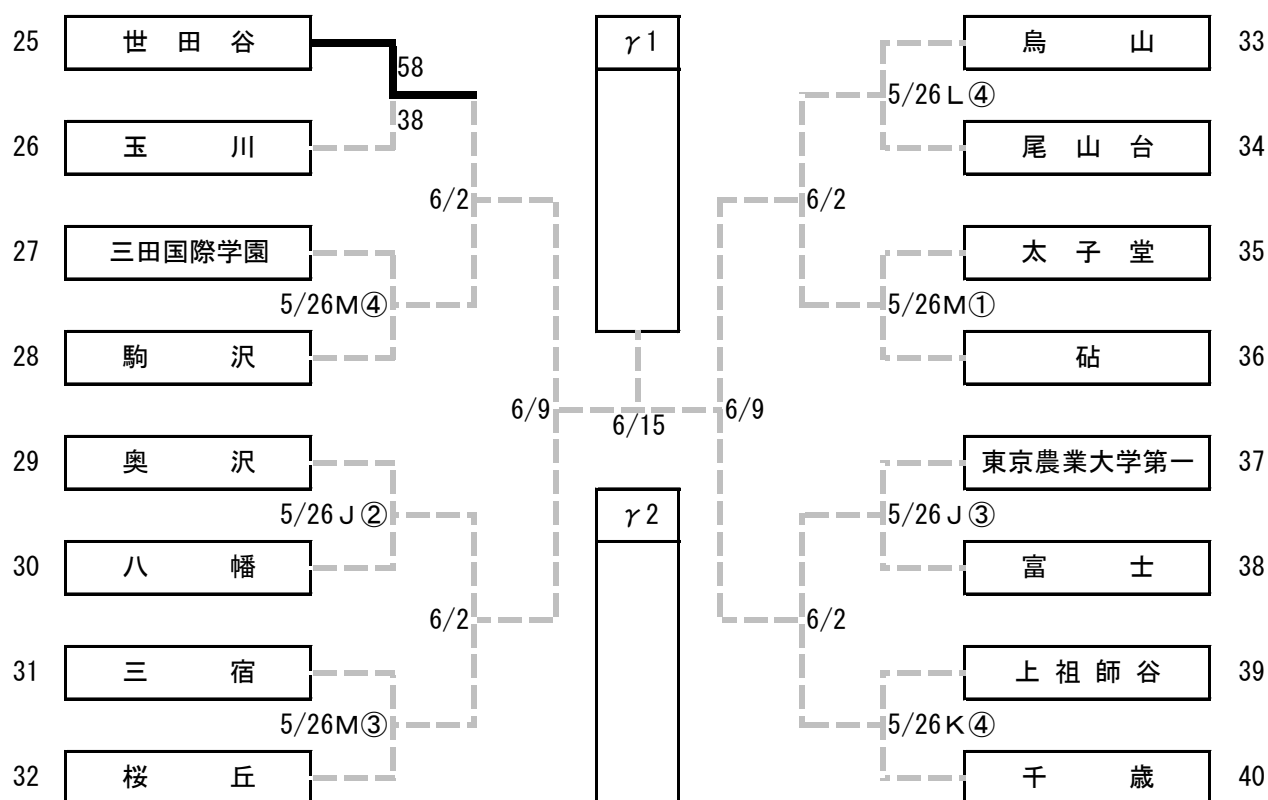 25 世田谷
58
38
26 玉川
6/2
27 三田国際学園
5/26M④
28 駒沢
6/9
29 奥沢
5/26J②
30 八幡
6/2
31 三宿
5/26M③
32 桜丘
γ1
6/15
γ2
烏山 33
5/26L④
尾山台 34
6/2
太子堂 35
5/26M①
砧 36
6/9
東京農業大学第一 37
5/26J③
富士 38
6/2
上祖師谷 39
5/26K④
千歳 40